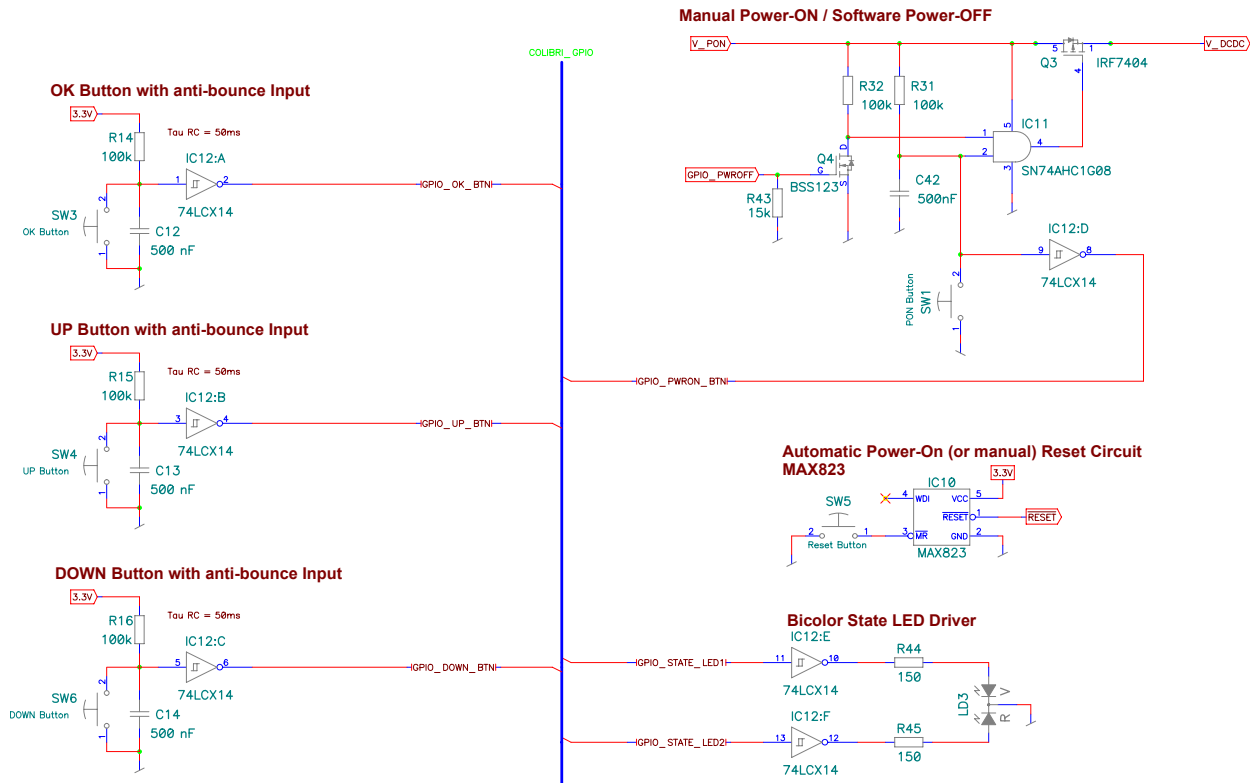 Manual Power-ON / Software Power-OFF
V_PON
V_DCDC
5
1
Q3
IRF7404
4
R32
100k
R31
100k
5
IC11
1
2
4
3
SN74AHC1G08
GPIO_PWROFF
Q4
G
D
S
BSS123
R43
15k
C42
500nF
IC12:D
9
8
74LCX14
2
PON Button
SW1
1
GPIO_PWRON_BTN
COLIBRI_GPIO
OK Button with anti-bounce Input
3.3V
R14
100k
Tau RC = 50ms
IC12:A
1
2
74LCX14
GPIO_OK_BTN
2
SW3
OK Button
1
C12
500 nF
UP Button with anti-bounce Input
3.3V
R15
100k
Tau RC = 50ms
IC12:B
3
4
74LCX14
GPIO_UP_BTN
2
SW4
UP Button
1
C13
500 nF
DOWN Button with anti-bounce Input
3.3V
R16
100k
Tau RC = 50ms
IC12:C
5
6
74LCX14
GPIO_DOWN_BTN
2
SW6
DOWN Button
1
C14
500 nF
Automatic Power-On (or manual) Reset Circuit
MAX823
3.3V
IC10
4
WDI
VCC
5
RESET
1
RESET
3
MR
GND
2
MAX823
SW5
2
1
Reset Button
Bicolor State LED Driver
IC12:E
GPIO_STATE_LED1
11
10
74LCX14
R44
150
LD3
V
R
IC12:F
GPIO_STATE_LED2
13
12
74LCX14
R45
150